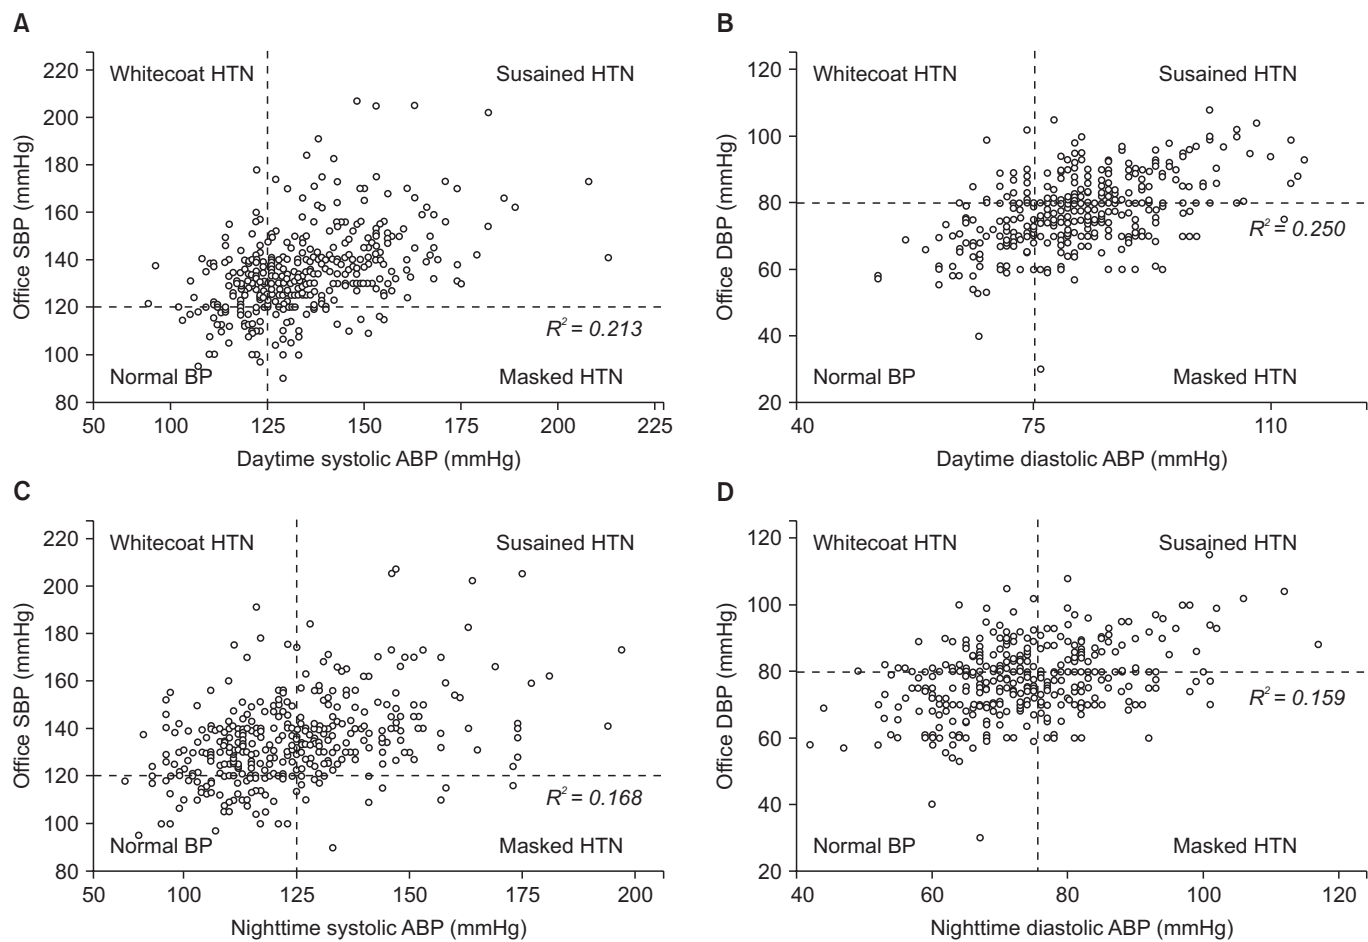 A
220
200
180
160
140
120
100
80
Office SBP (mmHg)
Whitecoat HTN
Susained HTN
R² = 0.213
Normal BP
Masked HTN
50 100 125 150 175 200 225
Daytime systolic ABP (mmHg)
B
120
100
80
60
40
20
Office DBP (mmHg)
Whitecoat HTN
Susained HTN
R² = 0.250
Normal BP
Masked HTN
40 75 110
Daytime diastolic ABP (mmHg)
C
220
200
180
160
140
120
100
80
Office SBP (mmHg)
Whitecoat HTN
Susained HTN
R² = 0.168
Normal BP
Masked HTN
50 100 125 150 175 200
Nighttime systolic ABP (mmHg)
D
120
100
80
60
40
20
Office DBP (mmHg)
Whitecoat HTN
Susained HTN
R² = 0.159
Normal BP
Masked HTN
40 60 80 100 120
Nighttime diastolic ABP (mmHg)